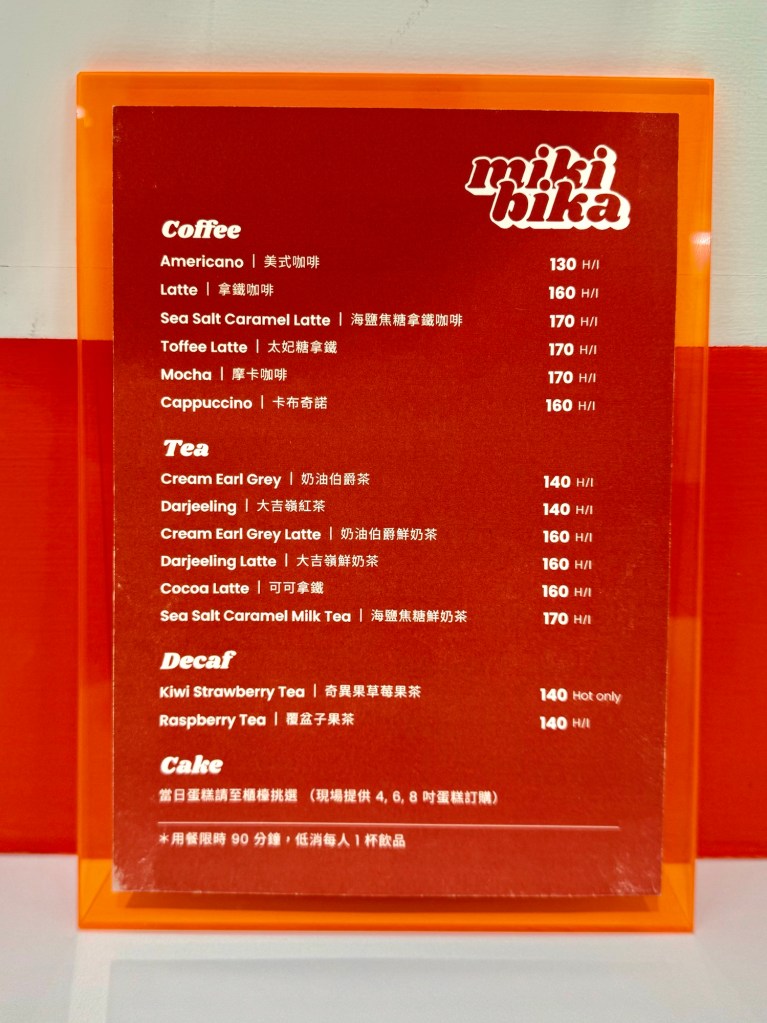 miki
bika
Coffee
Americano | 美式咖啡 130 H/I
Latte | 拿鐵咖啡 160 H/I
Sea Salt Caramel Latte | 海鹽焦糖拿鐵咖啡 170 H/I
Toffee Latte | 太妃糖拿鐵 170 H/I
Mocha | 摩卡咖啡 170 H/I
Cappuccino | 卡布奇諾 160 H/I
Tea
Cream Earl Grey | 奶油伯爵茶 140 H/I
Darjeeling | 大吉嶺紅茶 140 H/I
Cream Earl Grey Latte | 奶油伯爵鮮奶茶 160 H/I
Darjeeling Latte | 大吉嶺鮮奶茶 160 H/I
Cocoa Latte | 可可拿鐵 160 H/I
Sea Salt Caramel Milk Tea | 海鹽焦糖鮮奶茶 170 H/I
Decaf
Kiwi Strawberry Tea | 奇異果草莓果茶 140 Hot only
Raspberry Tea | 覆盆子果茶 140 H/I
Cake
當日蛋糕請至櫃檯挑選 （現場提供 4, 6, 8 吋蛋糕訂購）
＊用餐限時 90 分鐘，低消每人 1 杯飲品